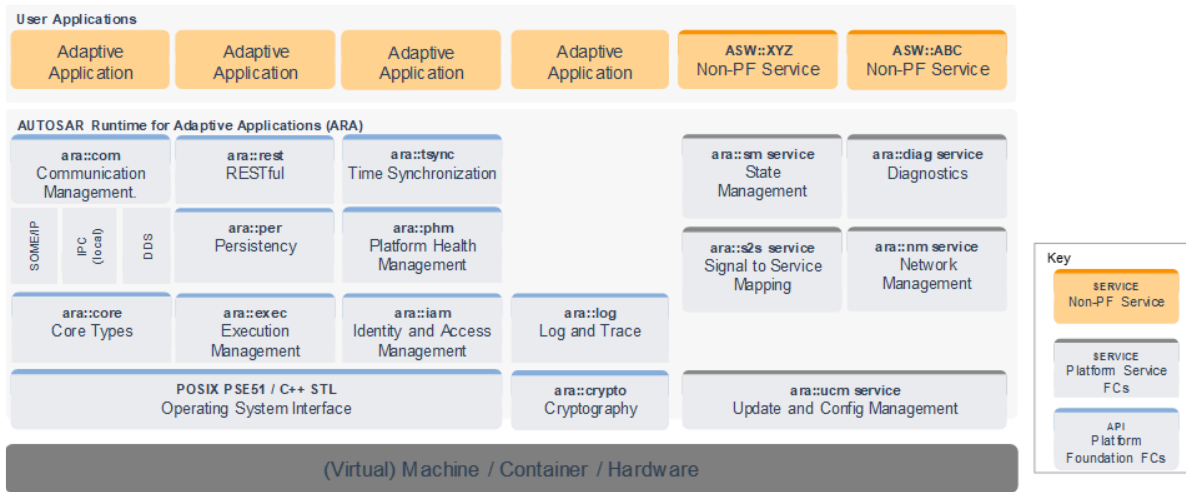 User Applications
Adaptive
Application
Adaptive
Application
Adaptive
Application
Adaptive
Application
ASW::XYZ
Non-PF Service
ASW::ABC
Non-PF Service
AUTOSAR Runtime for Adaptive Applications (ARA)
ara::com
Communication
Management.
ara::rest
RESTful
ara::tsync
Time Synchronization
ara::sm service
State
Management
ara::diag service
Diagnostics
SOME/IP
IPC
(local)
DDS
ara::per
Persistency
ara::phm
Platform Health
Management
ara::s2s service
Signal to Service
Mapping
ara::nm service
Network
Management
ara::core
Core Types
ara::exec
Execution
Management
ara::iam
Identity and Access
Management
ara::log
Log and Trace
POSIX PSE51 / C++ STL
Operating System Interface
ara::crypto
Cryptography
ara::ucm service
Update and Config Management
(Virtual) Machine / Container / Hardware
Key
SERVICE
Non-PF Service
SERVICE
Platform Service
FCs
API
Platform
Foundation FCs